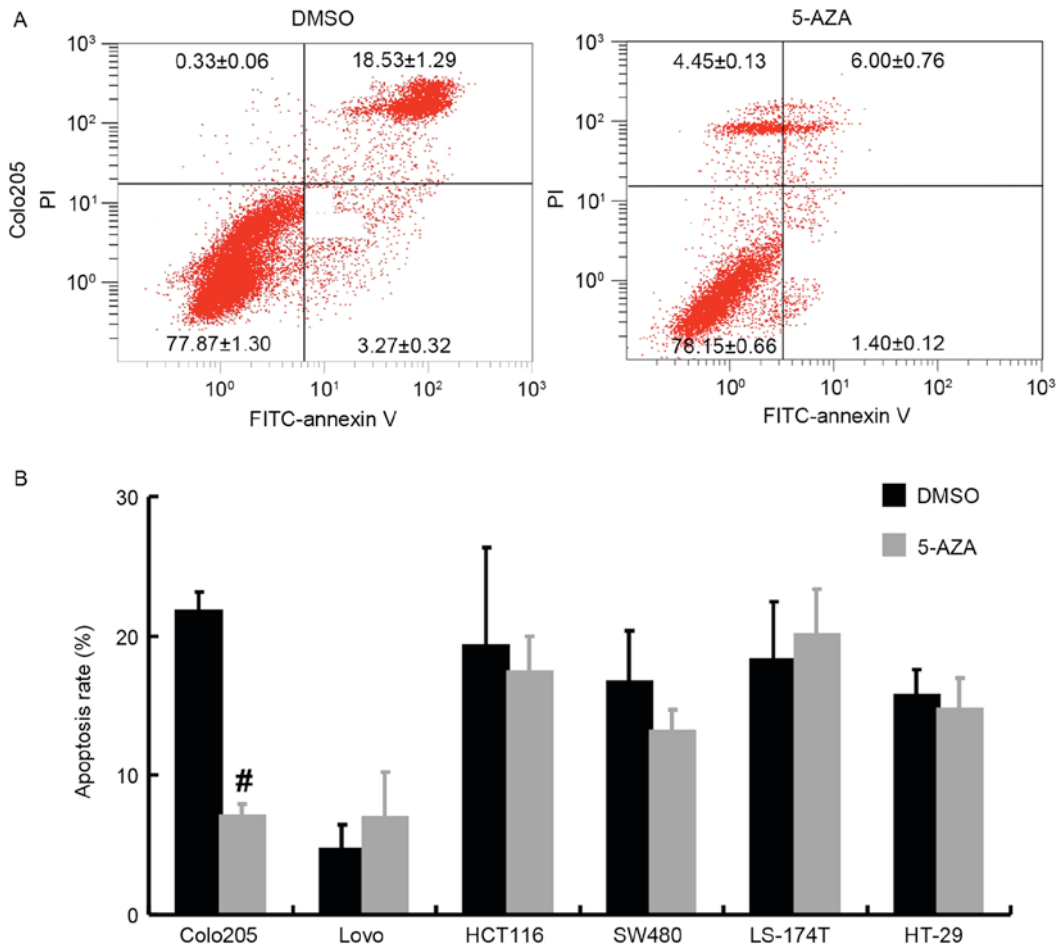 A
DMSO
5-AZA
Colo205
PI
10³
10²
10¹
10⁰
0.33±0.06
18.53±1.29
77.87±1.30
3.27±0.32
10⁰
10¹
10²
10³
FITC-annexin V
PI
10³
10²
10¹
10⁰
4.45±0.13
6.00±0.76
78.15±0.66
1.40±0.12
10⁰
10¹
10²
10³
FITC-annexin V
B
DMSO
5-AZA
Apoptosis rate (%)
30
20
10
0
#
Colo205
Lovo
HCT116
SW480
LS-174T
HT-29